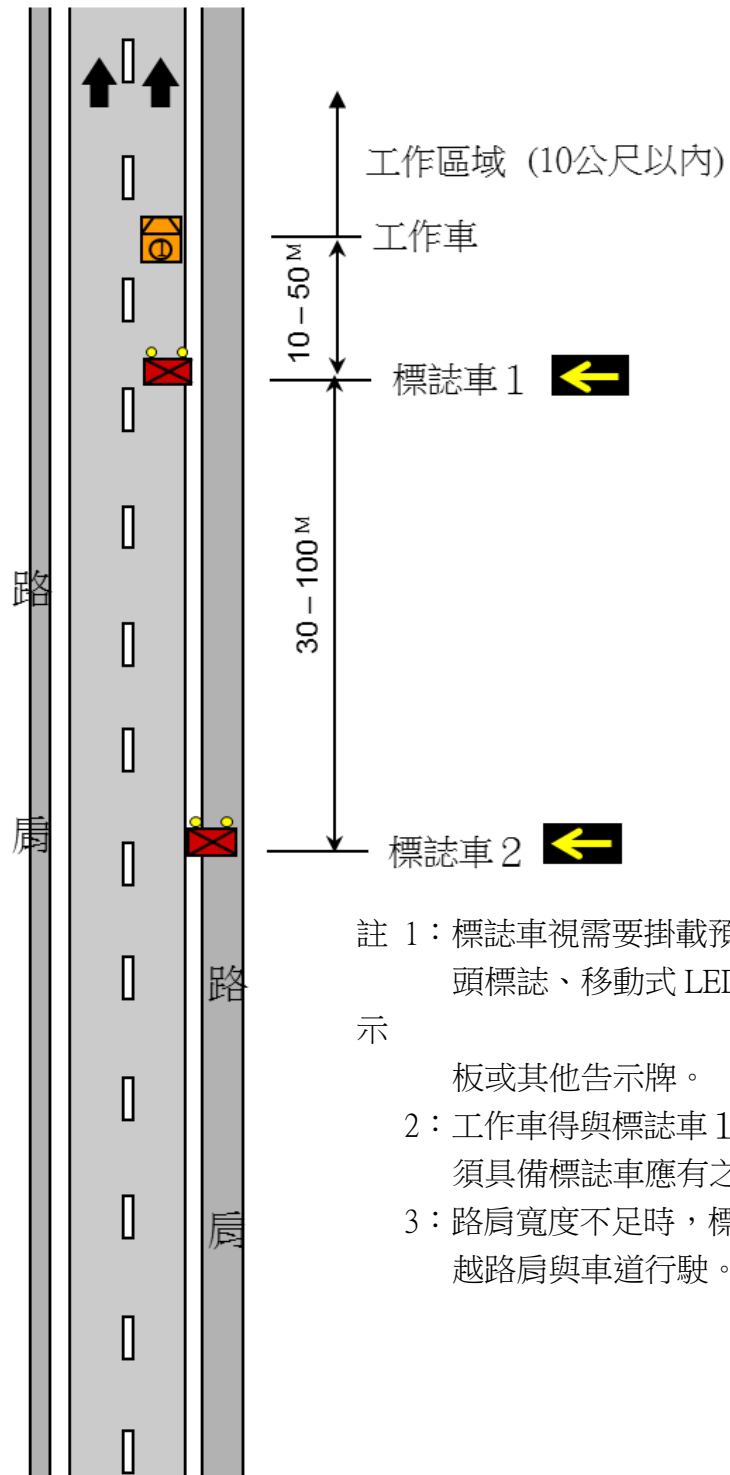 工作區域 (10公尺以內)
① 工作車
10－50M
標誌車1
30－100M
路肩
標誌車2
路肩
註 1：標誌車視需要掛載預
頭標誌、移動式 LED
示
板或其他告示牌。
2：工作車得與標誌車1
須具備標誌車應有之
3：路肩寬度不足時，標
越路肩與車道行駛。